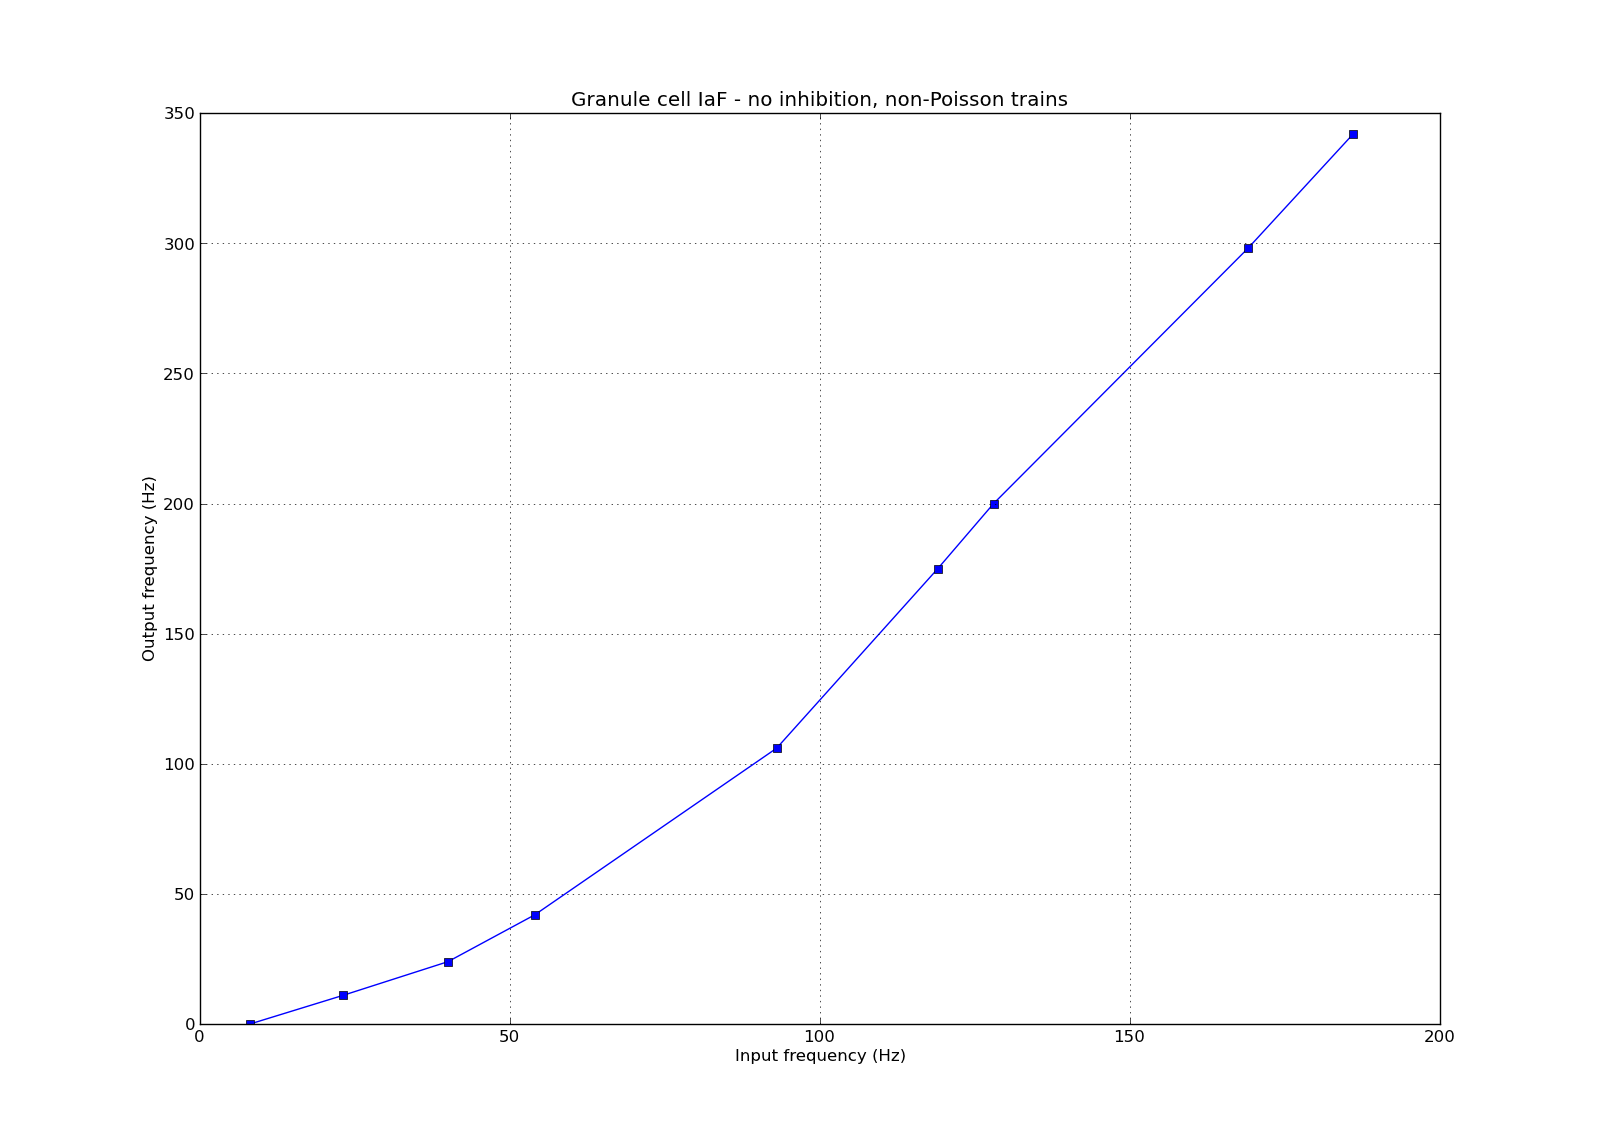 Granule cell IaF - no inhibition, non-Poisson trains
350
300
250
200
150
100
50
0
Output frequency (Hz)
0 50 100 150 200
Input frequency (Hz)